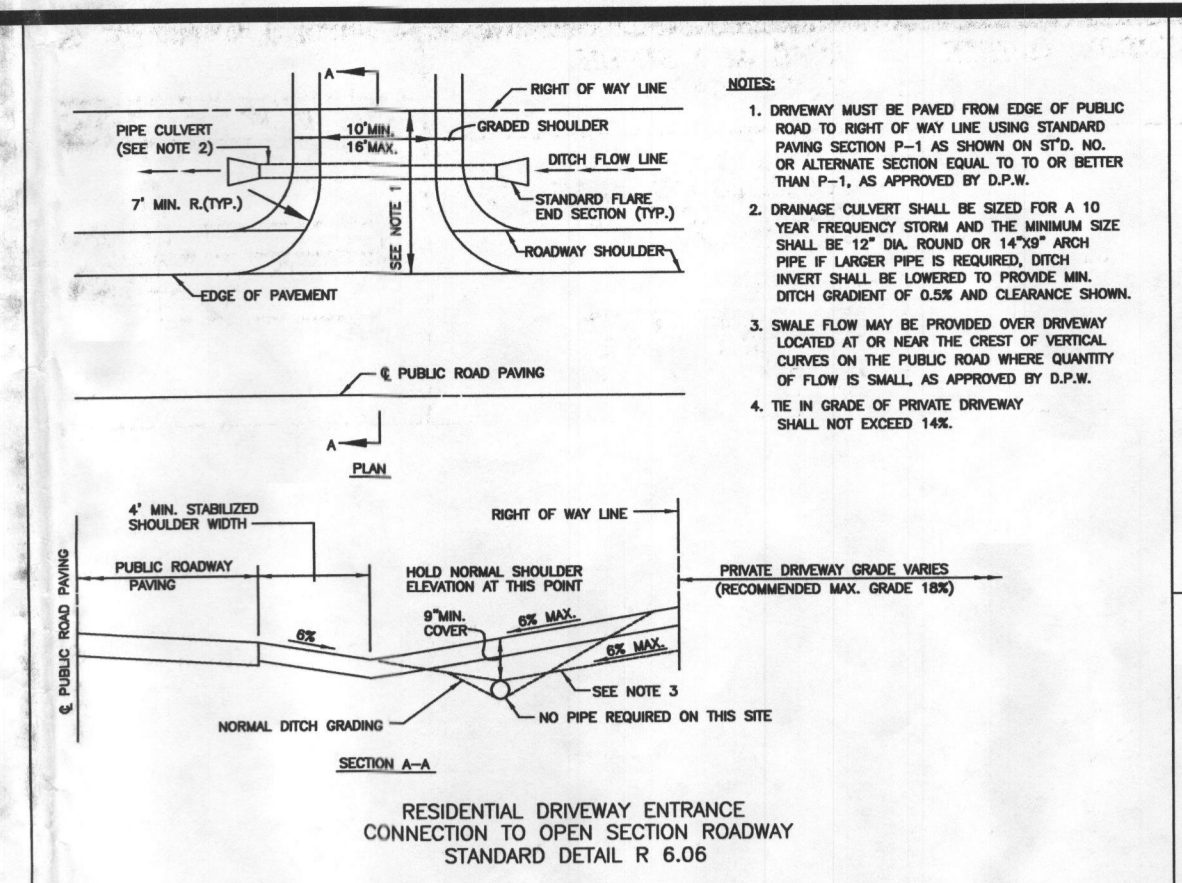 A
RIGHT OF WAY LINE
PIPE CULVERT
(SEE NOTE 2)
10'MIN.
16'MAX.
GRADED SHOULDER
DITCH FLOW LINE
7' MIN. R.(TYP.)
SEE NOTE 1
STANDARD FLARE
END SECTION (TYP.)
ROADWAY SHOULDER
EDGE OF PAVEMENT
℄ PUBLIC ROAD PAVING
A
PLAN
NOTES:
1. DRIVEWAY MUST BE PAVED FROM EDGE OF PUBLIC
ROAD TO RIGHT OF WAY LINE USING STANDARD
PAVING SECTION P-1 AS SHOWN ON ST'D. NO.
OR ALTERNATE SECTION EQUAL TO TO OR BETTER
THAN P-1, AS APPROVED BY D.P.W.
2. DRAINAGE CULVERT SHALL BE SIZED FOR A 10
YEAR FREQUENCY STORM AND THE MINIMUM SIZE
SHALL BE 12" DIA. ROUND OR 14"X9" ARCH
PIPE IF LARGER PIPE IS REQUIRED, DITCH
INVERT SHALL BE LOWERED TO PROVIDE MIN.
DITCH GRADIENT OF 0.5% AND CLEARANCE SHOWN.
3. SWALE FLOW MAY BE PROVIDED OVER DRIVEWAY
LOCATED AT OR NEAR THE CREST OF VERTICAL
CURVES ON THE PUBLIC ROAD WHERE QUANTITY
OF FLOW IS SMALL, AS APPROVED BY D.P.W.
4. TIE IN GRADE OF PRIVATE DRIVEWAY
SHALL NOT EXCEED 14%.
4' MIN. STABILIZED
SHOULDER WIDTH
RIGHT OF WAY LINE
℄ PUBLIC ROAD PAVING
PUBLIC ROADWAY
PAVING
HOLD NORMAL SHOULDER
ELEVATION AT THIS POINT
PRIVATE DRIVEWAY GRADE VARIES
(RECOMMENDED MAX. GRADE 18%)
9"MIN.
COVER
6% MAX.
6%
6% MAX.
SEE NOTE 3
NO PIPE REQUIRED ON THIS SITE
NORMAL DITCH GRADING
SECTION A-A
RESIDENTIAL DRIVEWAY ENTRANCE
CONNECTION TO OPEN SECTION ROADWAY
STANDARD DETAIL R 6.06